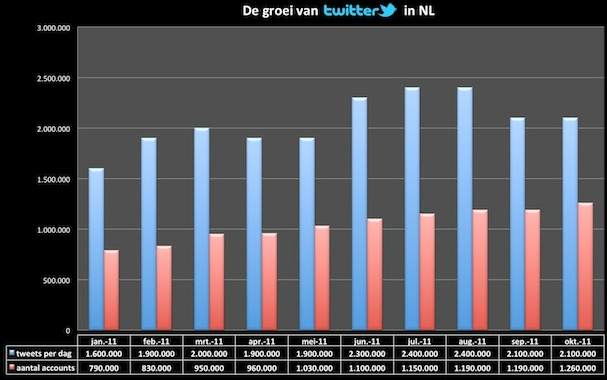 De groei van twitter in NL
3.000.000
2.500.000
2.000.000
1.500.000
1.000.000
500.000
0
jan.-11 feb.-11 mrt.-11 apr.-11 mei-11 jun.-11 jul.-11 aug.-11 sep.-11 okt.-11
tweets per dag 1.600.000 1.900.000 2.000.000 1.900.000 1.900.000 2.300.000 2.400.000 2.400.000 2.100.000 2.100.000
aantal accounts 790.000 830.000 950.000 960.000 1.030.000 1.100.000 1.150.000 1.190.000 1.190.000 1.260.000